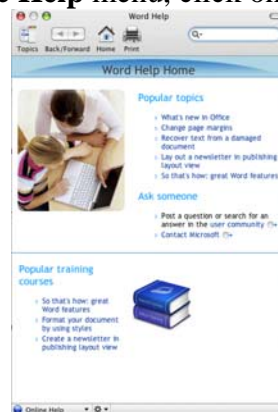 Help menu, click on
Word Help
Topics Back/Forward Home Print
Word Help Home
Popular topics
What's new in Office
Change page margins
Recover text from a damaged
document
Lay out a newsletter in publishing
layout view
So that's how: great Word features
Ask someone
Post a question or search for an
answer in the user community
Contact Microsoft
Popular training
courses
So that's how: great
Word features
Format your document
by using styles
Create a newsletter in
publishing layout view
Online Help